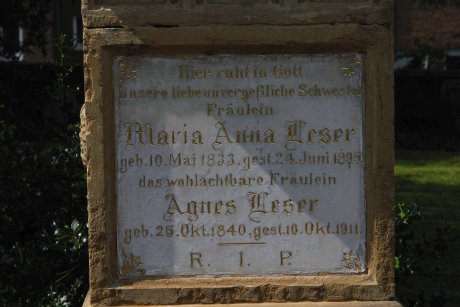 Hier ruht in Gott
unsere liebe unvergeßliche Schwester
Fräulein
Maria Anna Leser
geb. 10. Mai 1833, gest. 24. Juni 1895.
das wohlachtbare Fräulein
Agnes Leser
geb. 25. Okt. 1840, gest. 10. Okt. 1911.
R. I. P.